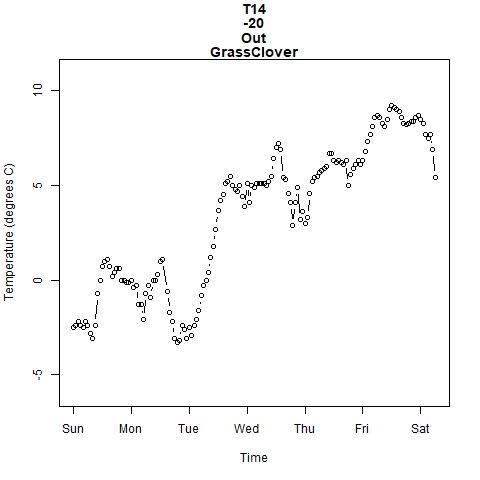 T14
-20
Out
GrassClover
Temperature (degrees C)
10
5
0
-5
Sun Mon Tue Wed Thu Fri Sat
Time